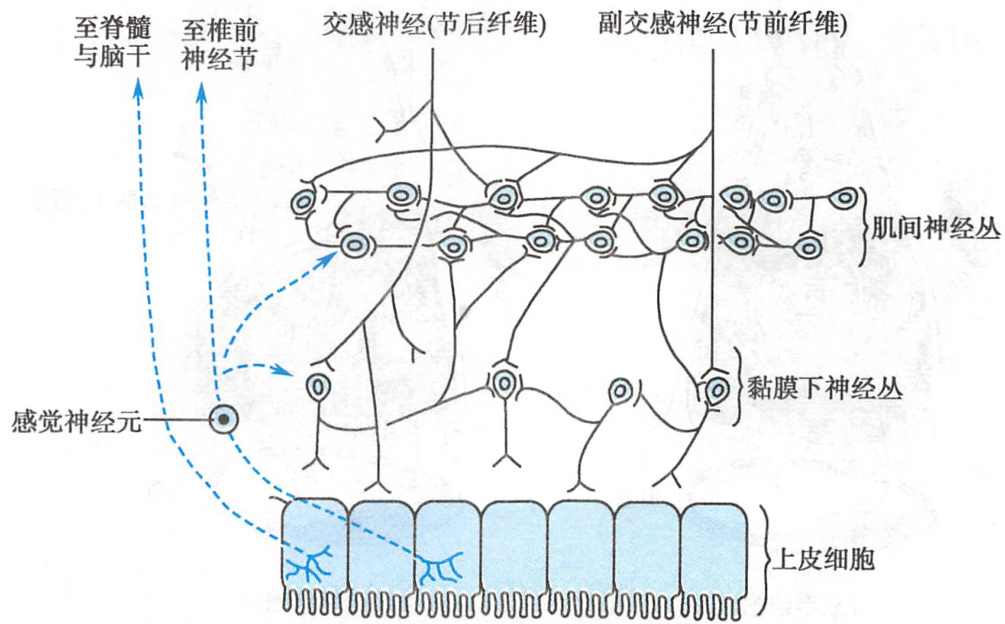 至脊髓
与脑干
至椎前
神经节
交感神经(节后纤维)
副交感神经(节前纤维)
肌间神经丛
黏膜下神经丛
感觉神经元
上皮细胞